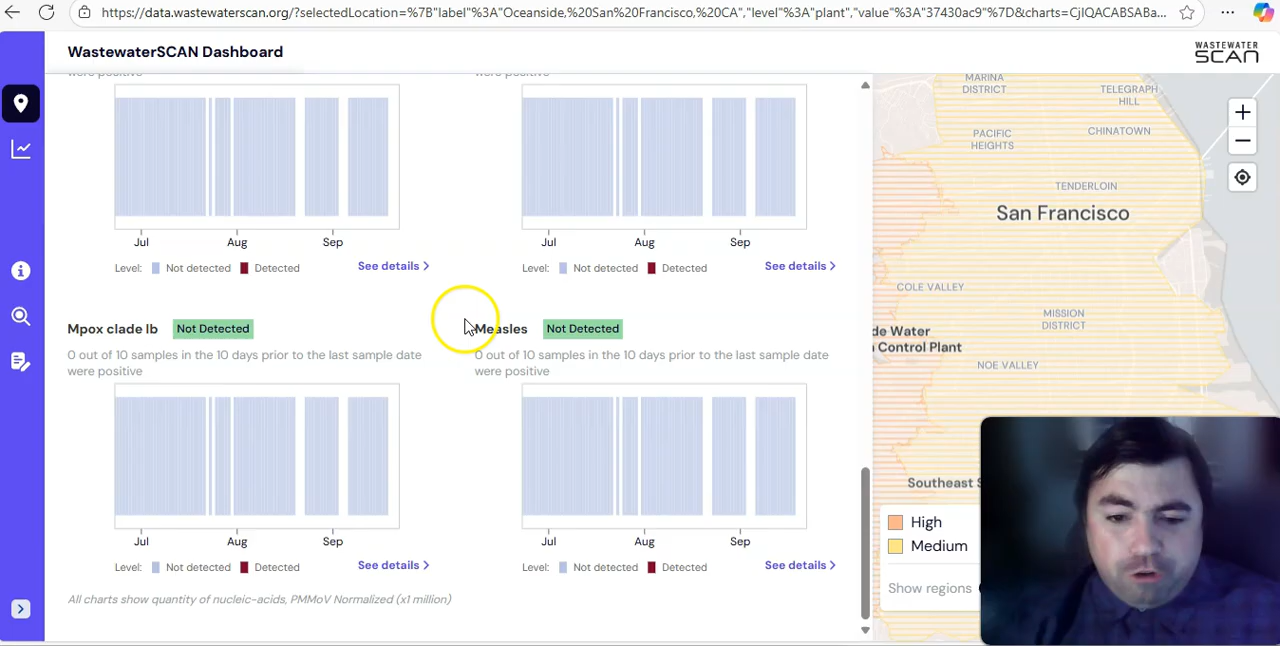 https://data.wastewaterscan.org/?selectedLocation=%7B"label"%3A"Oceanside,%20San%20Francisco,%20CA","level"%3A"plant","value"%3A"37430ac9"%7D&charts=CjIQACABSABa...
WastewaterSCAN Dashboard
WASTEWATER
SCAN
were positive
were positive
Jul Aug Sep
Level: Not detected Detected See details >
Jul Aug Sep
Level: Not detected Detected See details >
Mpox clade Ib Not Detected
0 out of 10 samples in the 10 days prior to the last sample date
were positive
Jul Aug Sep
Level: Not detected Detected See details >
Measles Not Detected
0 out of 10 samples in the 10 days prior to the last sample date
were positive
Jul Aug Sep
Level: Not detected Detected See details >
All charts show quantity of nucleic-acids, PMMoV Normalized (x1 million)
MARINA
DISTRICT
TELEGRAPH
HILL
CHINATOWN
PACIFIC
HEIGHTS
TENDERLOIN
San Francisco
COLE VALLEY
MISSION
DISTRICT
de Water
Control Plant
NOE VALLEY
Southeast S
High
Medium
Show regions